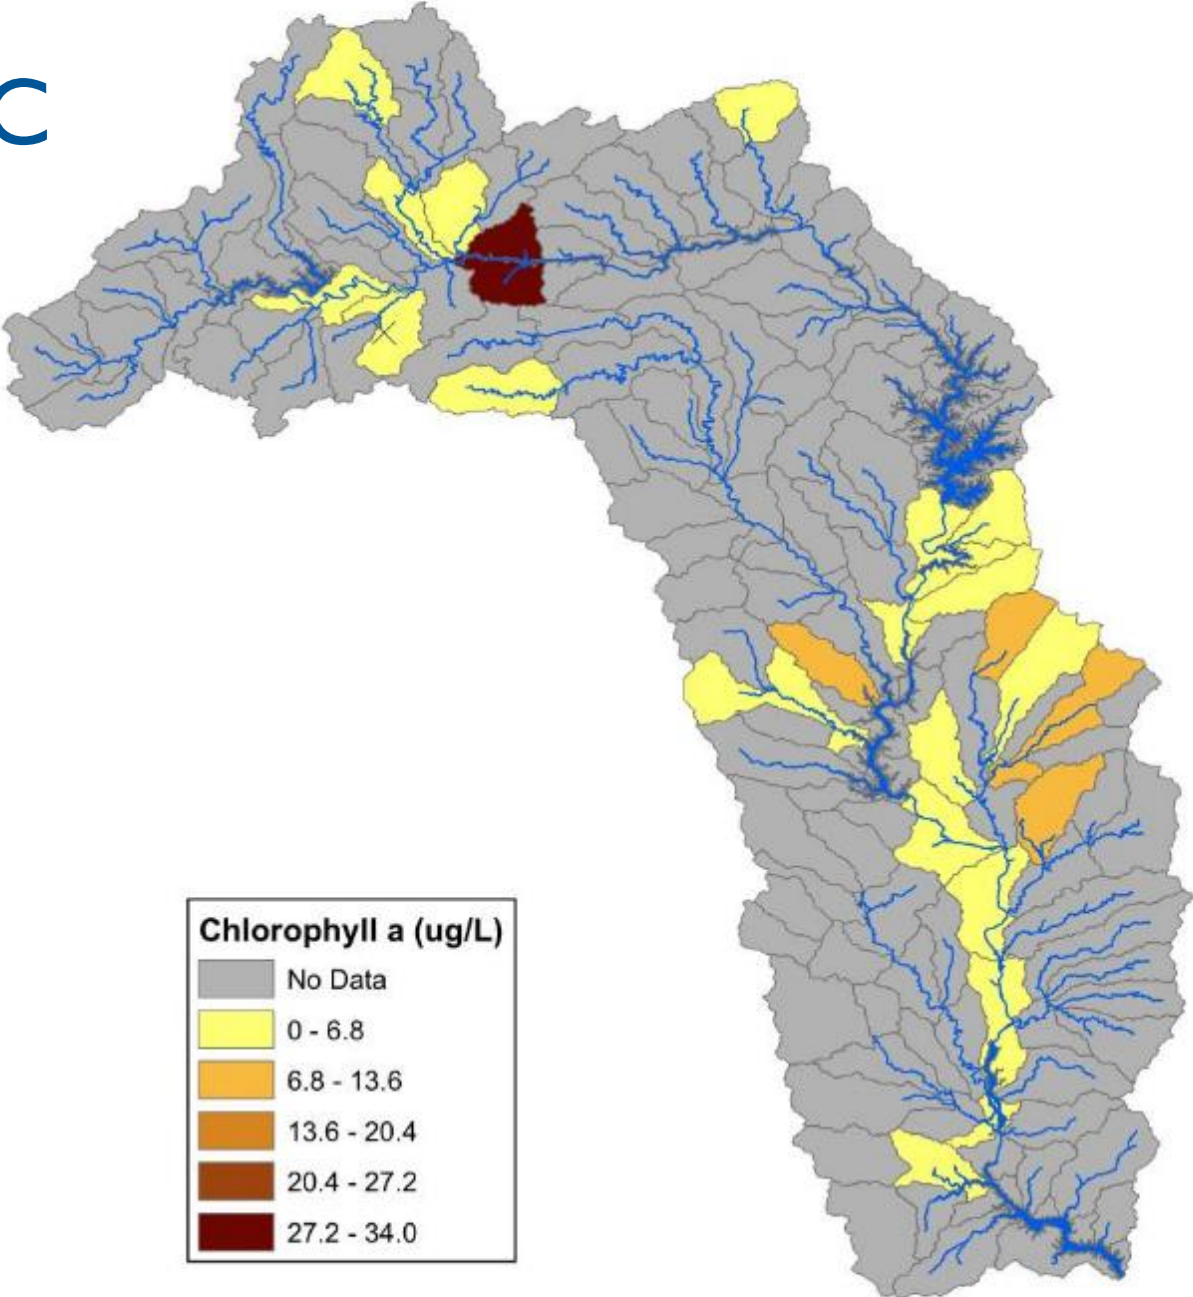 C
Chlorophyll a (ug/L)
No Data
0 - 6.8
6.8 - 13.6
13.6 - 20.4
20.4 - 27.2
27.2 - 34.0